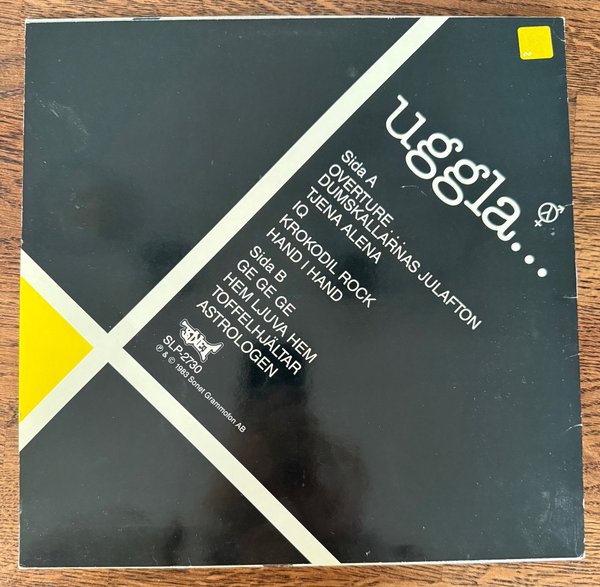 uggla...
Sida A
OVERTURE
DUMSKALLARNAS JULAFTON
TJENA ALENA
IQ
KROKODIL ROCK
HAND I HAND
Sida B
GE GE GE
HEM LJUVA HEM
TOFFELHJÄLTAR
ASTROLOGEN
SONET
SLP-2730
℗ & © 1983 Sonet Grammofon AB